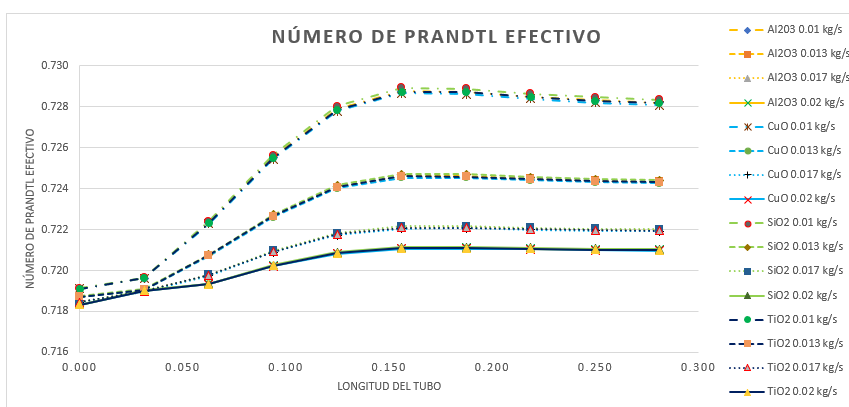 NÚMERO DE PRANDTL EFECTIVO
NÚMERO DE PRANDTL EFECTIVO
0.730
0.728
0.726
0.724
0.722
0.720
0.718
0.716
0.000 0.050 0.100 0.150 0.200 0.250 0.300
LONGITUD DEL TUBO
Al2O3 0.01 kg/s
Al2O3 0.013 kg/s
Al2O3 0.017 kg/s
Al2O3 0.02 kg/s
CuO 0.01 kg/s
CuO 0.013 kg/s
CuO 0.017 kg/s
CuO 0.02 kg/s
SiO2 0.01 kg/s
SiO2 0.013 kg/s
SiO2 0.017 kg/s
SiO2 0.02 kg/s
TiO2 0.01 kg/s
TiO2 0.013 kg/s
TiO2 0.017 kg/s
TiO2 0.02 kg/s